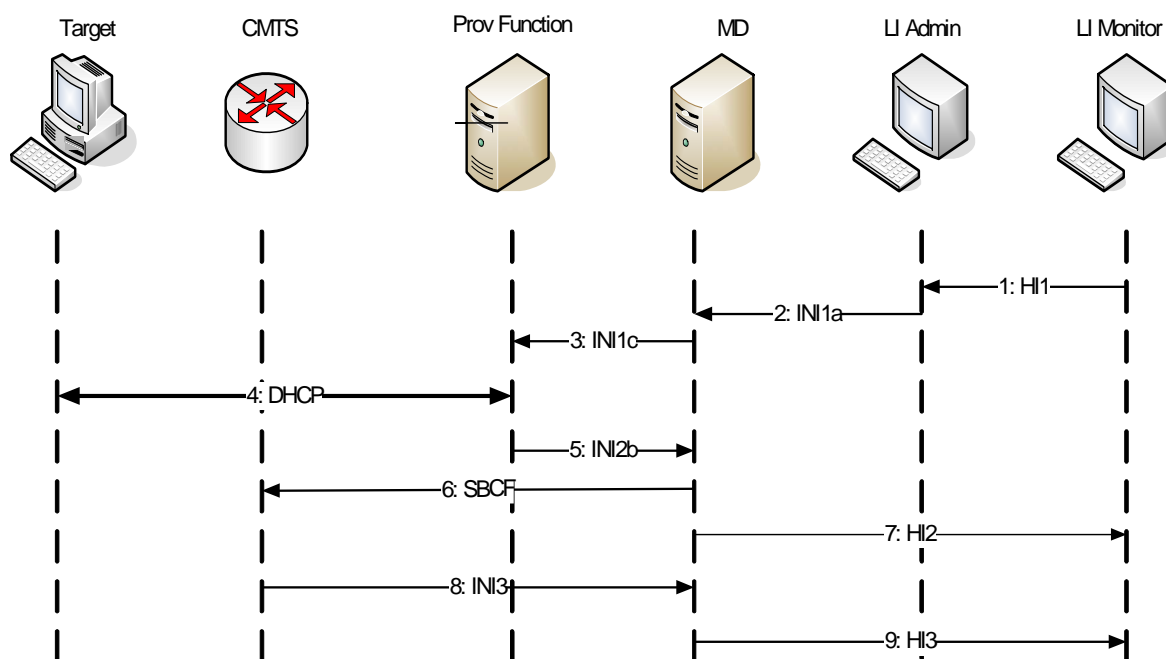 Target
CMTS
Prov Function
MD
LI Admin
LI Monitor
1: HI1
2: INI1a
3: INI1c
4: DHCP
5: INI2b
6: SBCF
7: HI2
8: INI3
9: HI3